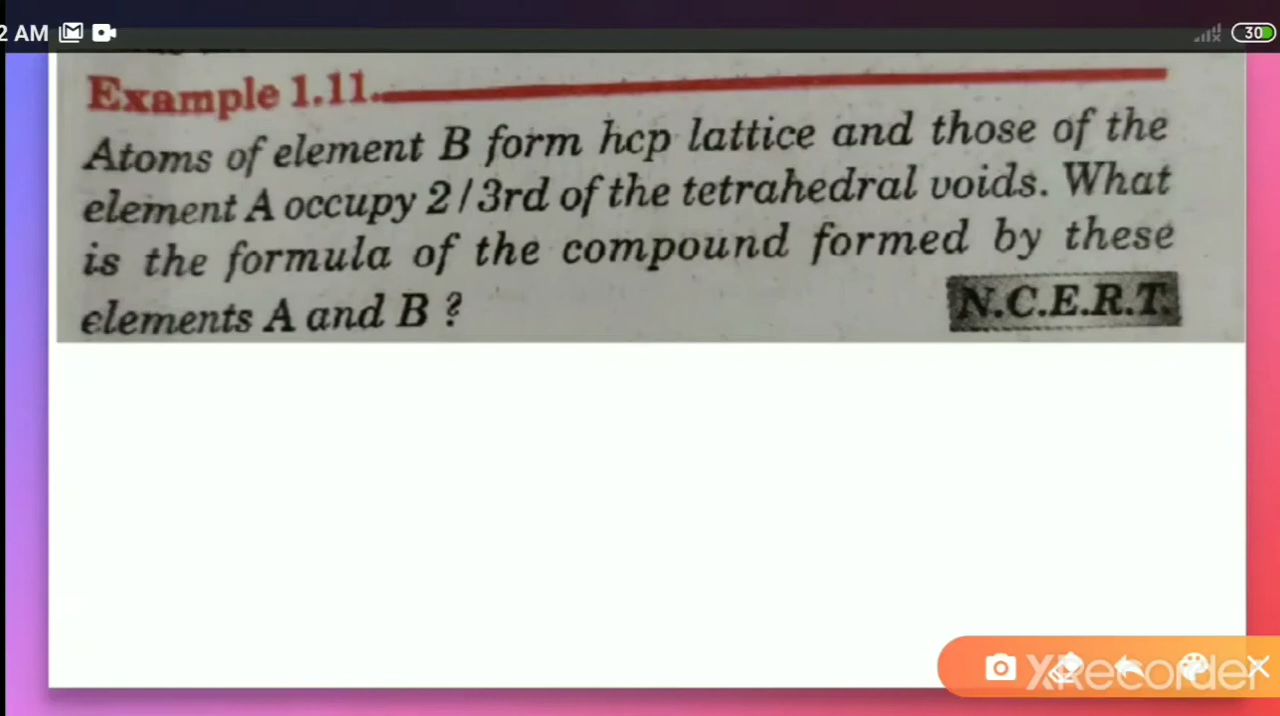 2 AM
30
Example 1.11.
Atoms of element B form hcp lattice and those of the
element A occupy 2/3rd of the tetrahedral voids. What
is the formula of the compound formed by these
elements A and B ?
N.C.E.R.T.
XRecorder